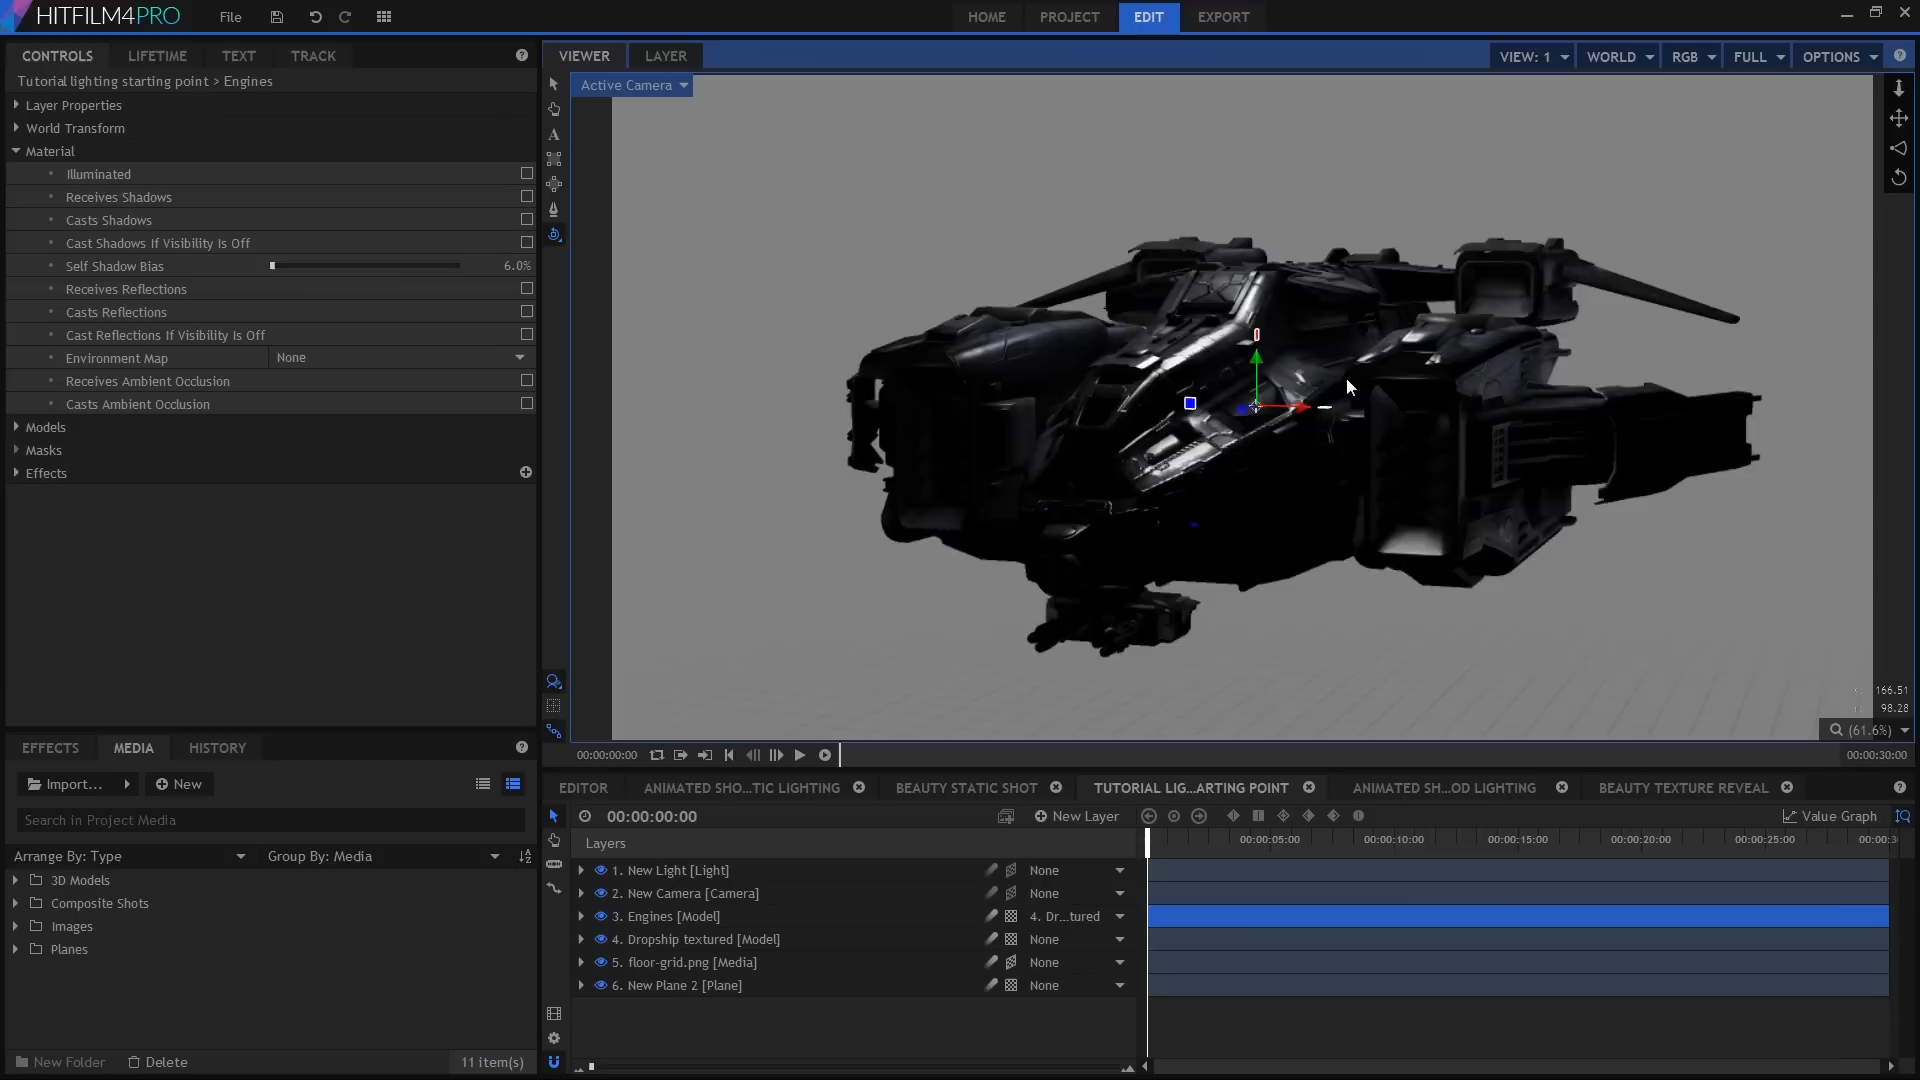 HITFILM4PRO
File
HOME PROJECT EDIT EXPORT
CONTROLS LIFETIME TEXT TRACK
Tutorial lighting starting point > Engines
Layer Properties
World Transform
Material
Illuminated
Receives Shadows
Casts Shadows
Cast Shadows If Visibility Is Off
Self Shadow Bias 6.0%
Receives Reflections
Casts Reflections
Cast Reflections If Visibility Is Off
Environment Map None
Receives Ambient Occlusion
Casts Ambient Occlusion
Models
Masks
Effects
VIEWER LAYER
VIEW: 1 WORLD RGB FULL OPTIONS
Active Camera
166.51
98.28
(61.6%)
00:00:00:00
00:00:30:00
EFFECTS MEDIA HISTORY
Import... New
Search in Project Media
Arrange By: Type Group By: Media
3D Models
Composite Shots
Images
Planes
New Folder Delete 11 item(s)
EDITOR ANIMATED SHO...TIC LIGHTING BEAUTY STATIC SHOT TUTORIAL LIG...ARTING POINT ANIMATED SH...OD LIGHTING BEAUTY TEXTURE REVEAL
00:00:00:00 New Layer Value Graph
Layers
00:00:05:00 00:00:10:00 00:00:15:00 00:00:20:00 00:00:25:00 00:00:3
1. New Light [Light] None
2. New Camera [Camera] None
3. Engines [Model] 4. Dr...tured
4. Dropship textured [Model] None
5. floor-grid.png [Media] None
6. New Plane 2 [Plane] None